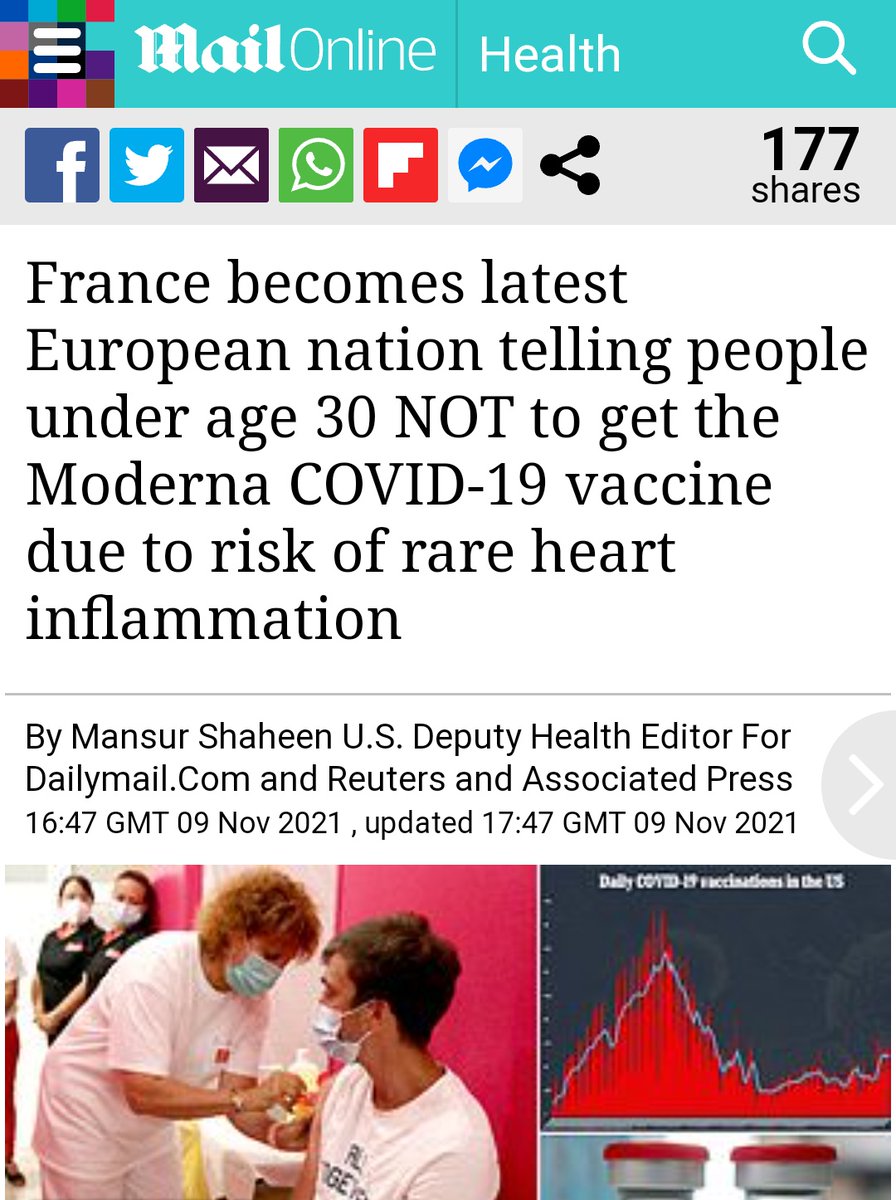 Mail Online Health
177
shares
France becomes latest
European nation telling people
under age 30 NOT to get the
Moderna COVID-19 vaccine
due to risk of rare heart
inflammation
By Mansur Shaheen U.S. Deputy Health Editor For
Dailymail.Com and Reuters and Associated Press
16:47 GMT 09 Nov 2021 , updated 17:47 GMT 09 Nov 2021
Daily COVID-19 vaccinations in the US